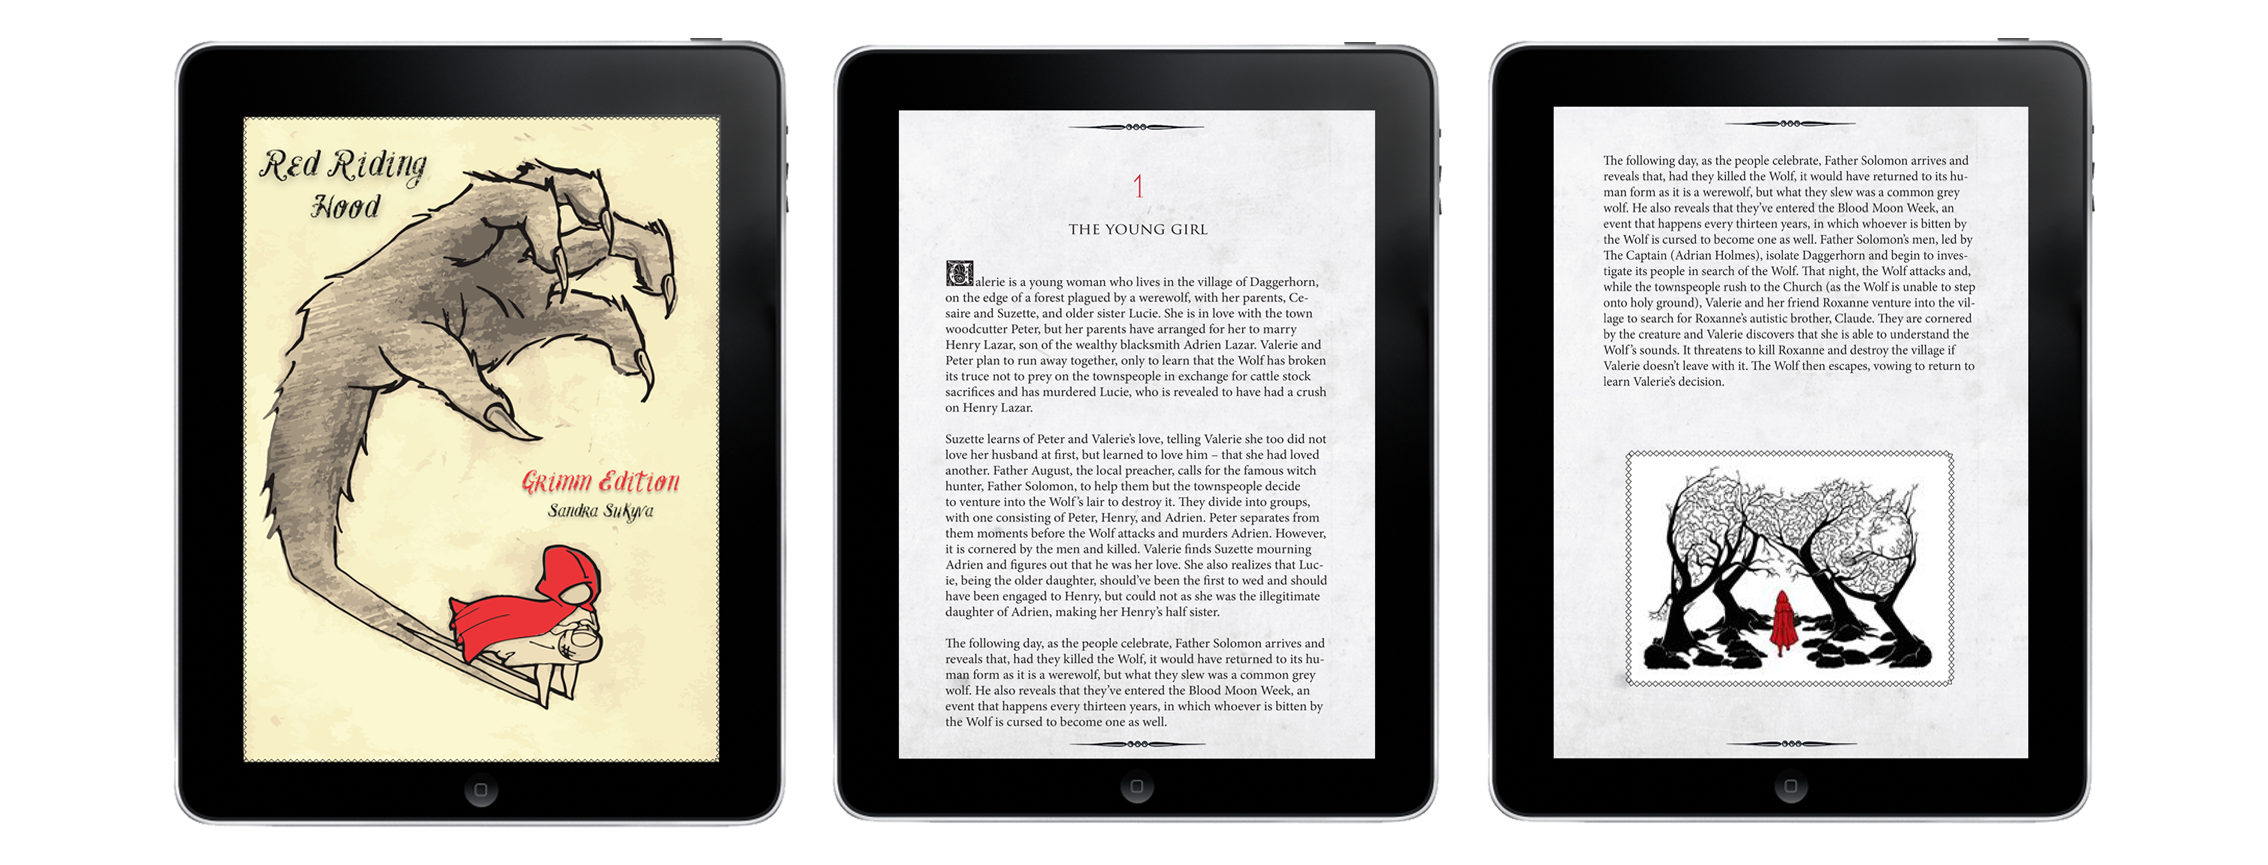 Red Riding
Hood
Grimm Edition
Sandra Sukyva
1
THE YOUNG GIRL
Valerie is a young woman who lives in the village of Daggerhorn,
on the edge of a forest plagued by a werewolf, with her parents, Ce-
saire and Suzette, and older sister Lucie. She is in love with the town
woodcutter Peter, but her parents have arranged for her to marry
Henry Lazar, son of the wealthy blacksmith Adrien Lazar. Valerie and
Peter plan to run away together, only to learn that the Wolf has broken
its truce not to prey on the townspeople in exchange for cattle stock
sacrifices and has murdered Lucie, who is revealed to have had a crush
on Henry Lazar.
Suzette learns of Peter and Valerie's love, telling Valerie she too did not
love her husband at first, but learned to love him – that she had loved
another. Father August, the local preacher, calls for the famous witch
hunter, Father Solomon, to help them but the townspeople decide
to venture into the Wolf's lair to destroy it. They divide into groups,
with one consisting of Peter, Henry, and Adrien. Peter separates from
them moments before the Wolf attacks and murders Adrien. However,
it is cornered by the men and killed. Valerie finds Suzette mourning
Adrien and figures out that he was her love. She also realizes that Luc-
ie, being the older daughter, should've been the first to wed and should
have been engaged to Henry, but could not as she was the illegitimate
daughter of Adrien, making her Henry's half sister.
The following day, as the people celebrate, Father Solomon arrives and
reveals that, had they killed the Wolf, it would have returned to its hu-
man form as it is a werewolf, but what they slew was a common grey
wolf. He also reveals that they've entered the Blood Moon Week, an
event that happens every thirteen years, in which whoever is bitten by
the Wolf is cursed to become one as well.
The following day, as the people celebrate, Father Solomon arrives and
reveals that, had they killed the Wolf, it would have returned to its hu-
man form as it is a werewolf, but what they slew was a common grey
wolf. He also reveals that they've entered the Blood Moon Week, an
event that happens every thirteen years, in which whoever is bitten by
the Wolf is cursed to become one as well. Father Solomon's men, led by
The Captain (Adrian Holmes), isolate Daggerhorn and begin to inves-
tigate its people in search of the Wolf. That night, the Wolf attacks and,
while the townspeople rush to the Church (as the Wolf is unable to step
onto holy ground), Valerie and her friend Roxanne venture into the vil-
lage to search for Roxanne's autistic brother, Claude. They are cornered
by the creature and Valerie discovers that she is able to understand the
Wolf's sounds. It threatens to kill Roxanne and destroy the village if
Valerie doesn't leave with it. The Wolf then escapes, vowing to return to
learn Valerie's decision.